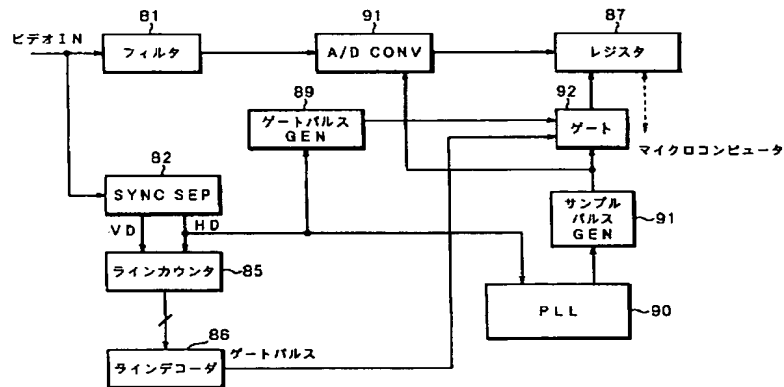 81
91
87
ビデオIN
フィルタ
A/D CONV
レジスタ
89
92
ゲートパルス
GEN
ゲート
マイクロコンピュータ
82
SYNC SEP
サンプル
パルス
GEN
91
VD
HD
ラインカウンタ
85
PLL
90
86
ゲートパルス
ラインデコーダ